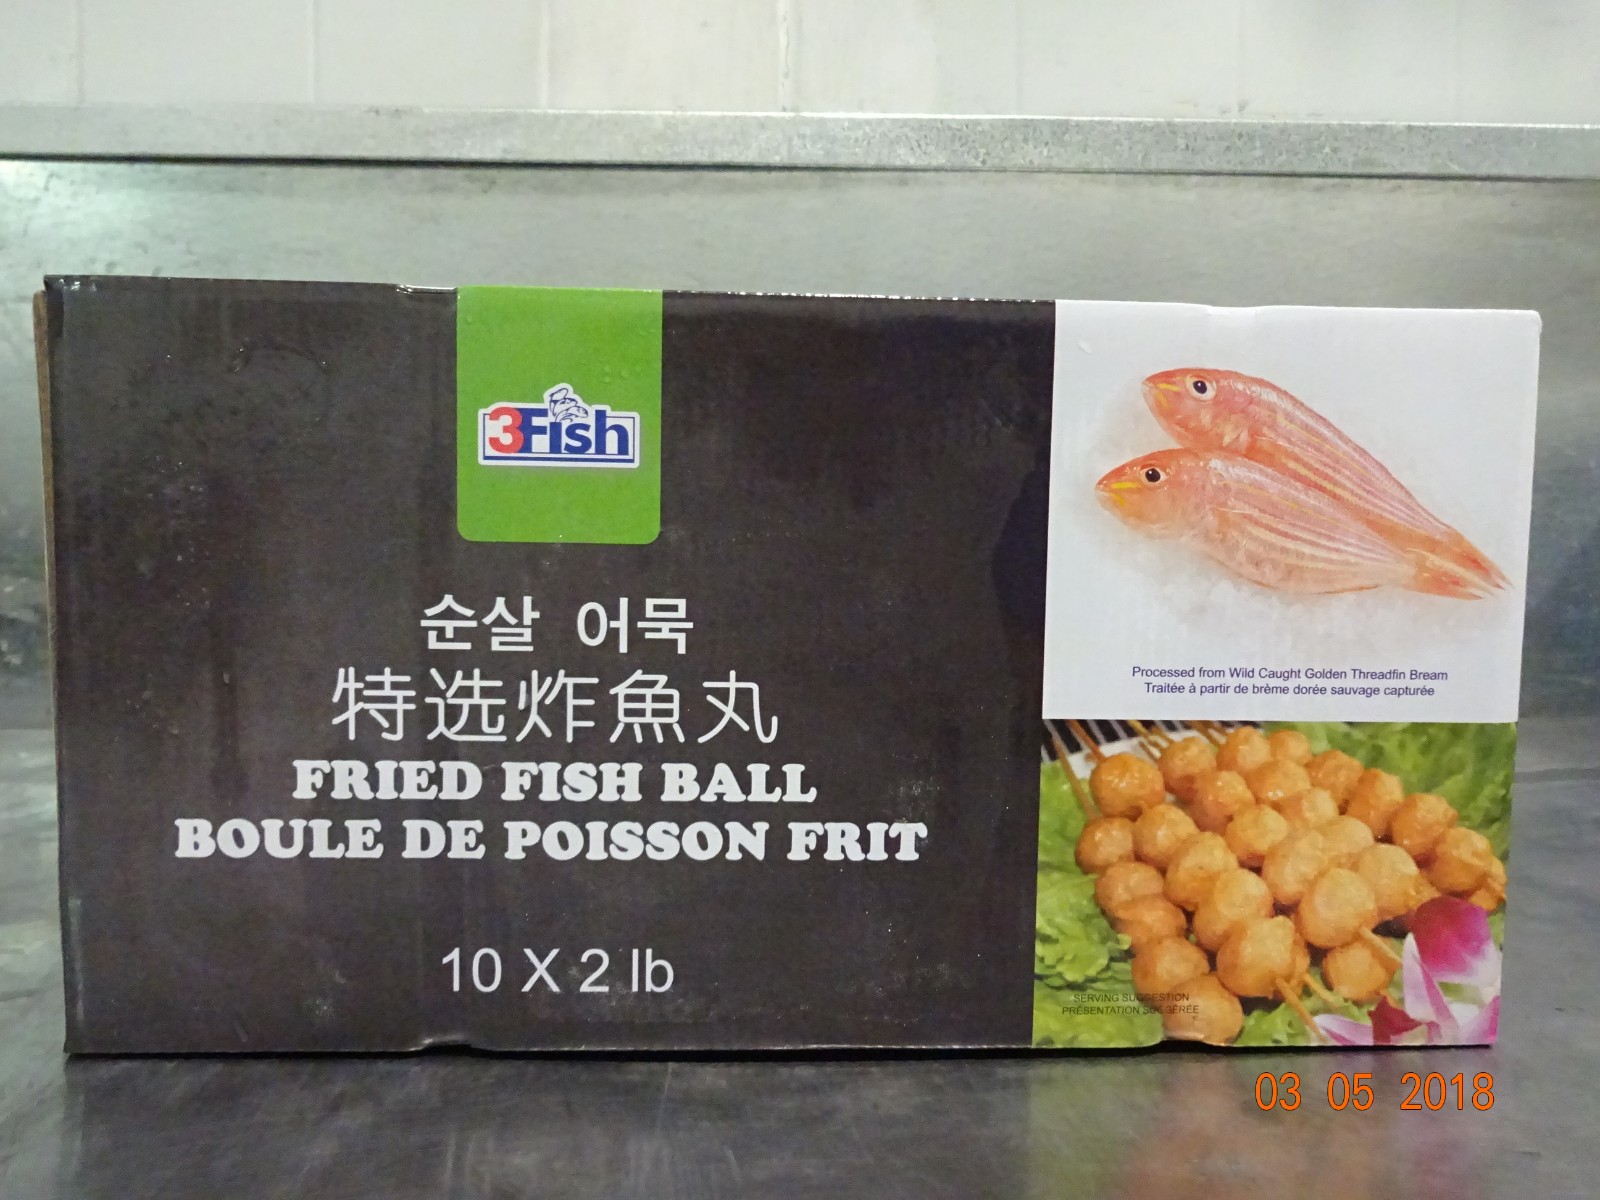 3Fish
순살 어묵
特选炸魚丸
FRIED FISH BALL
BOULE DE POISSON FRIT
10 X 2 lb
Processed from Wild Caught Golden Threadfin Bream
Traitée à partir de brème dorée sauvage capturée
SERVING SUGGESTION
PRÉSENTATION SUGGÉRÉE
03 05 2018